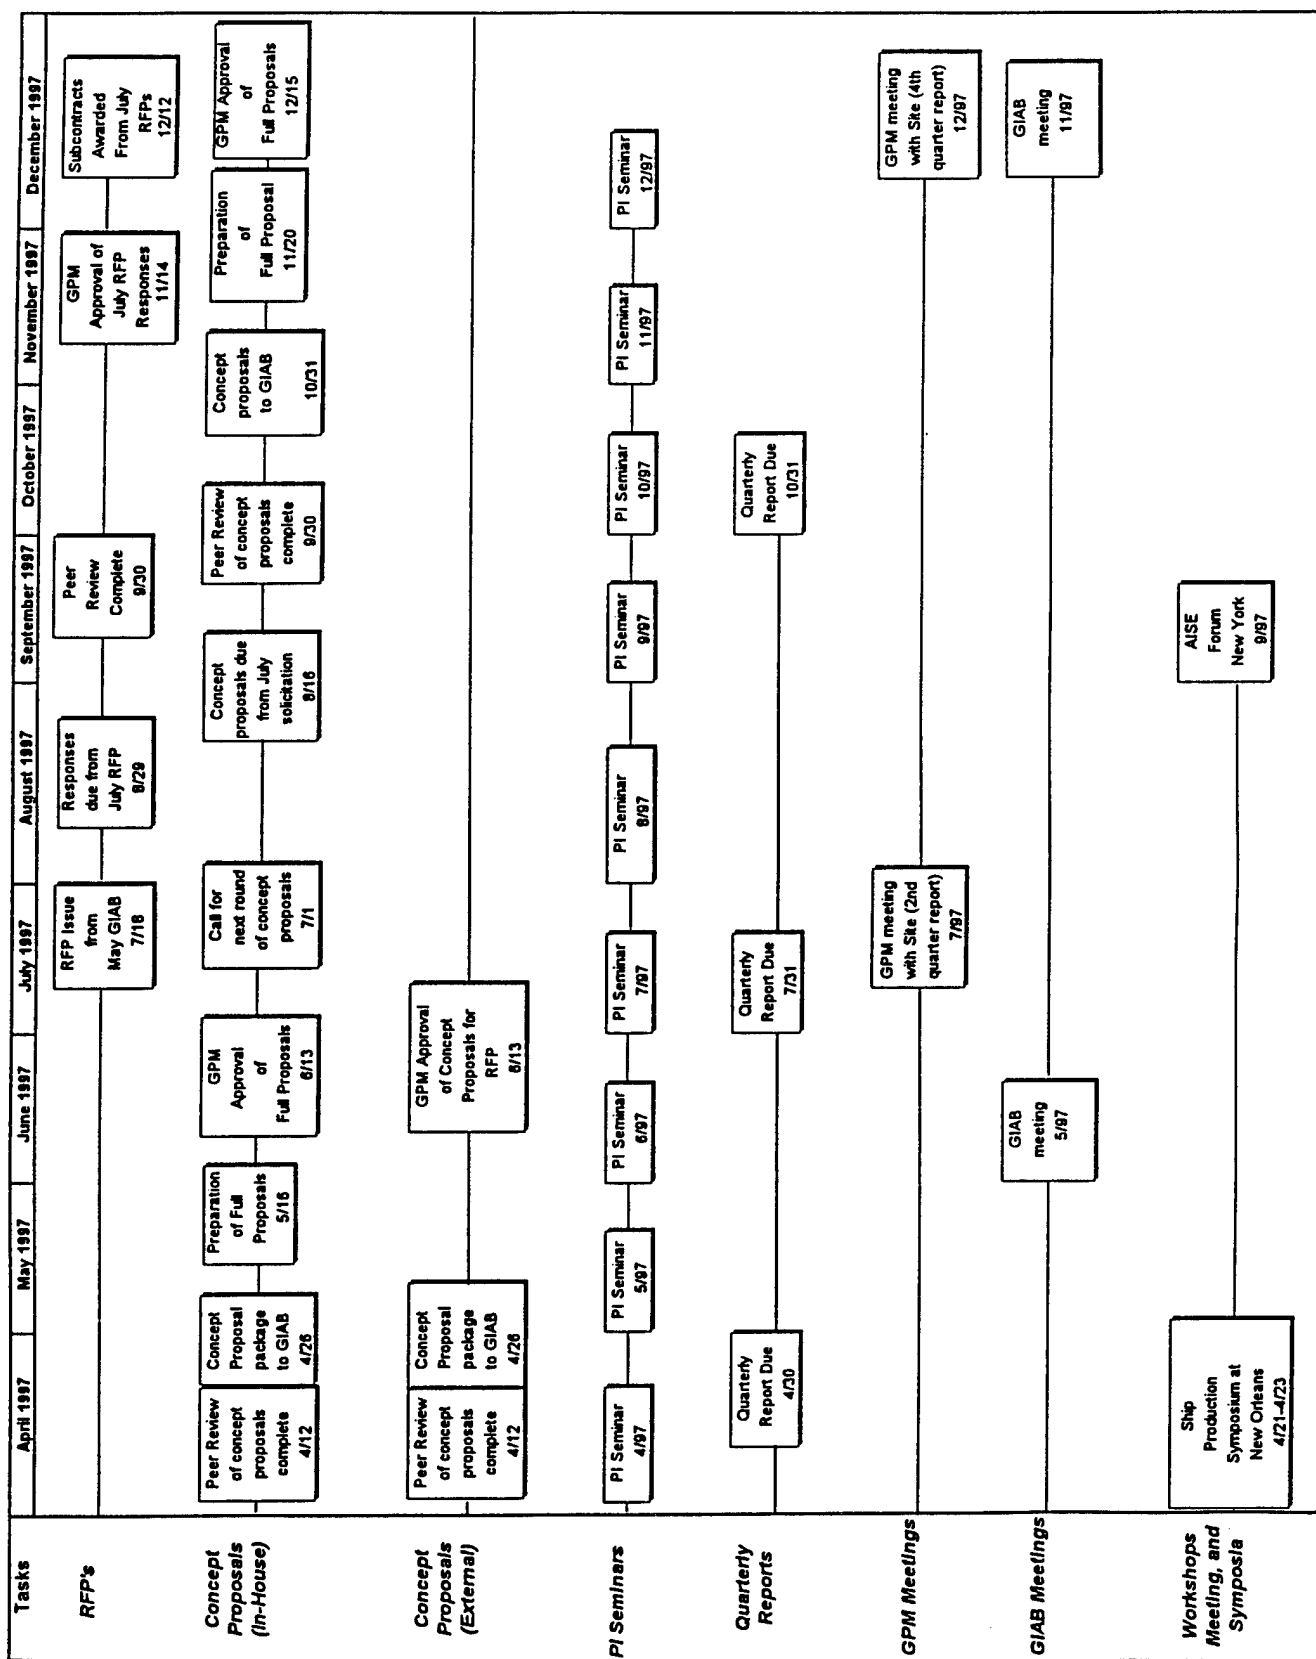 Tasks
April 1997
May 1997
June 1997
July 1997
August 1997
September 1997
October 1997
November 1997
December 1997
RFP's
RFP Issue
from
May GIAB
7/18
Responses
due from
July RFP
8/29
Peer
Review
Complete
9/30
GPM
Approval of
July RFP
Responses
11/14
Subcontracts
Awarded
From July
RFPs
12/12
Concept
Proposals
(In-House)
Peer Review
of concept
proposals
complete
4/12
Concept
Proposal
package
to GIAB
4/26
Preparation
of Full
Proposals
5/16
GPM
Approval
of
Full Proposals
6/13
Call for
next round
of concept
proposals
7/1
Concept
proposals due
from July
solicitation
8/16
Peer Review
of concept
proposals
complete
9/30
Concept
proposals
to GIAB
10/31
Preparation
of
Full Proposal
11/20
GPM Approval
of
Full Proposals
12/15
Concept
Proposals
(External)
Peer Review
of concept
proposals
complete
4/12
Concept
Proposal
package
to GIAB
4/26
GPM Approval
of Concept
Proposals for
RFP
6/13
PI Seminars
PI Seminar
4/97
PI Seminar
5/97
PI Seminar
6/97
PI Seminar
7/97
PI Seminar
8/97
PI Seminar
9/97
PI Seminar
10/97
PI Seminar
11/97
PI Seminar
12/97
Quarterly
Reports
Quarterly
Report Due
4/30
Quarterly
Report Due
7/31
Quarterly
Report Due
10/31
GPM Meetings
GPM meeting
with Site (2nd
quarter report)
7/97
GPM meeting
with Site (4th
quarter report)
12/97
GIAB Meetings
GIAB
meeting
5/97
GIAB
meeting
11/97
Workshops
Meeting, and
Symposia
Ship
Production
Symposium at
New Orleans
4/21-4/23
AISE
Forum
New York
9/97